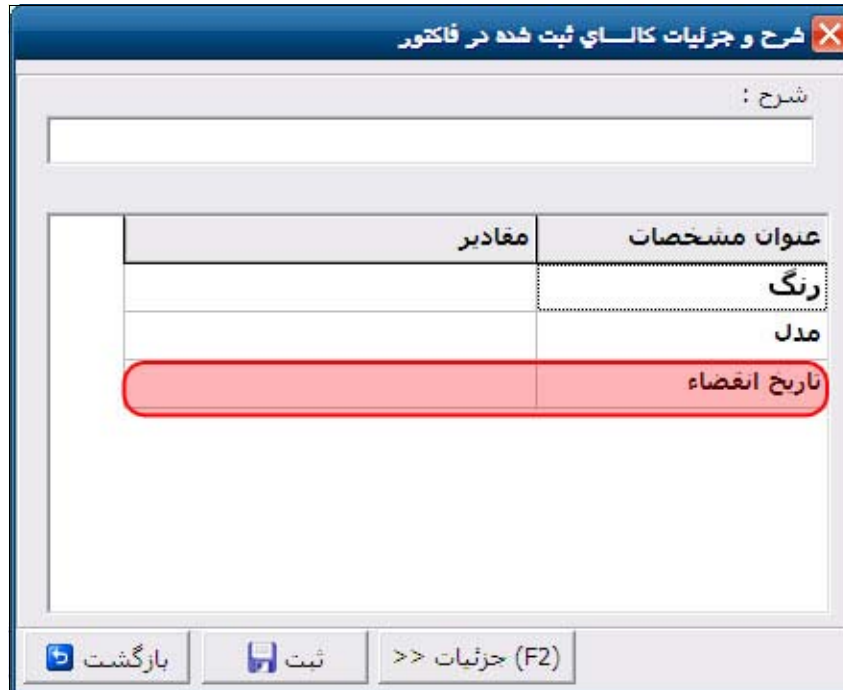 شرح و جزئیات کالـــاي ثبت شده در فاکتور
شرح :
عنوان مشخصات مقادیر
رنگ
مدل
تاریخ انقضاء
(F2) جزئیات << ثبت بازگشت